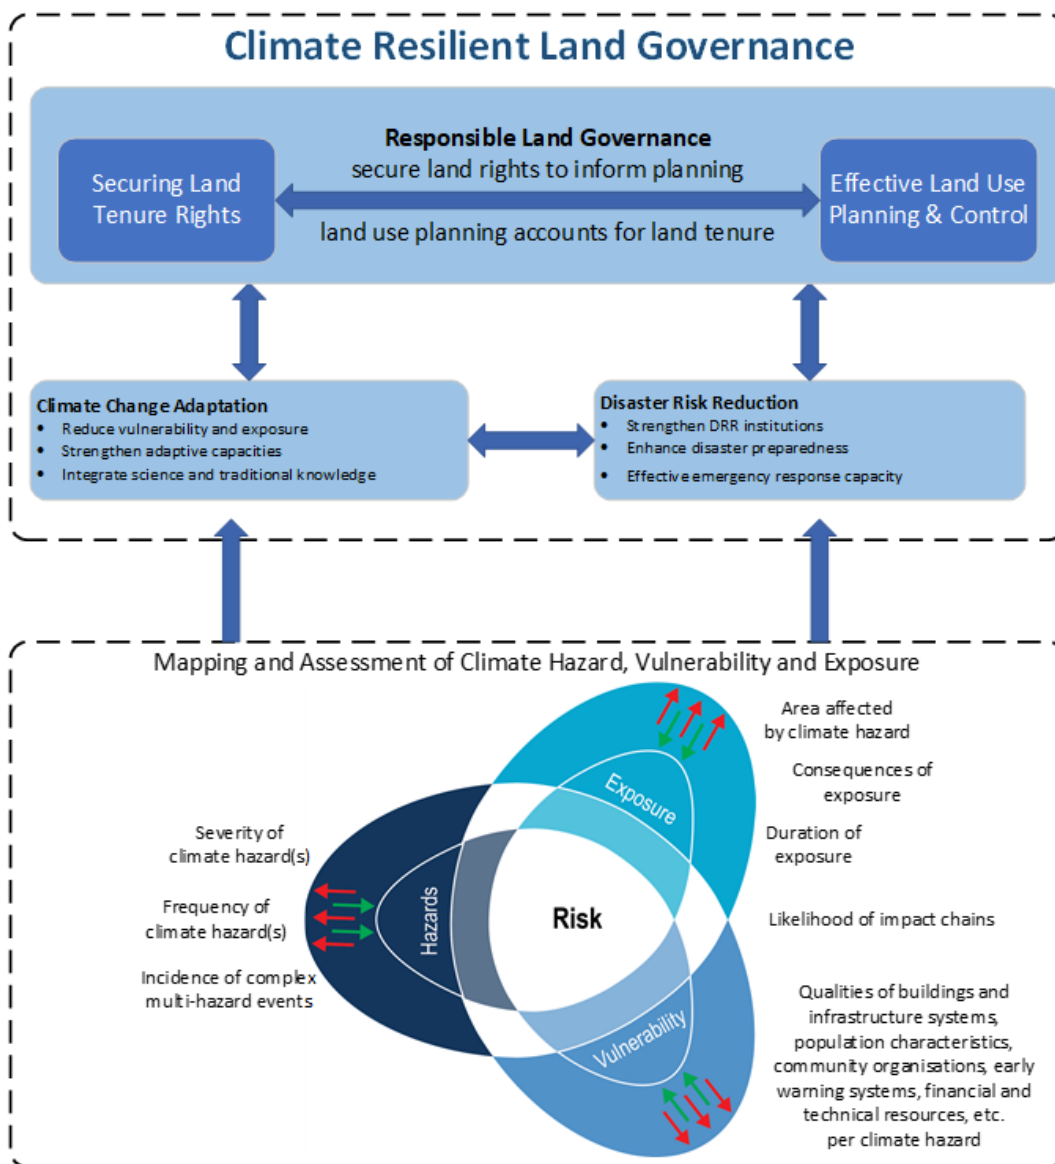 Climate Resilient Land Governance
Responsible Land Governance
secure land rights to inform planning
Securing Land
Tenure Rights
Effective Land Use
Planning & Control
land use planning accounts for land tenure
Climate Change Adaptation
• Reduce vulnerability and exposure
• Strengthen adaptive capacities
• Integrate science and traditional knowledge
Disaster Risk Reduction
• Strengthen DRR institutions
• Enhance disaster preparedness
• Effective emergency response capacity
Mapping and Assessment of Climate Hazard, Vulnerability and Exposure
Area affected
by climate hazard
Consequences of
exposure
Duration of
exposure
Likelihood of impact chains
Exposure
Severity of
climate hazard(s)
Frequency of
climate hazard(s)
Incidence of complex
multi-hazard events
Hazards
Risk
Vulnerability
Qualities of buildings and
infrastructure systems,
population characteristics,
community organisations, early
warning systems, financial and
technical resources, etc.
per climate hazard